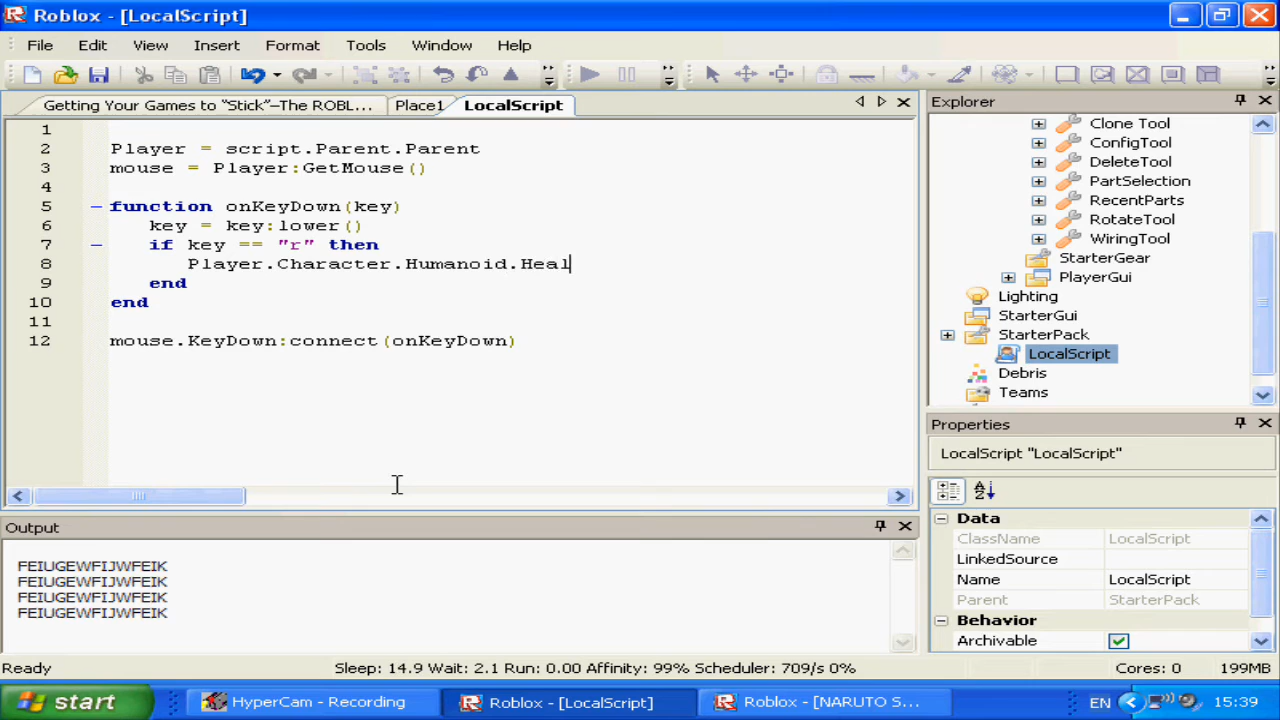 Roblox - [LocalScript]
File Edit View Insert Format Tools Window Help
Getting Your Games to "Stick"—The ROBL... Place1 LocalScript
1
2 Player = script.Parent.Parent
3 mouse = Player:GetMouse()
4
5 function onKeyDown(key)
6 key = key:lower()
7 if key == "r" then
8 Player.Character.Humanoid.Heal
9 end
10 end
11
12 mouse.KeyDown:connect(onKeyDown)
Explorer
Clone Tool
ConfigTool
DeleteTool
PartSelection
RecentParts
RotateTool
WiringTool
StarterGear
PlayerGui
Lighting
StarterGui
StarterPack
LocalScript
Debris
Teams
Properties
LocalScript "LocalScript"
Data
ClassName LocalScript
LinkedSource
Name LocalScript
Parent StarterPack
Behavior
Archivable
Output
FEIUGEWFIJWFEIK
FEIUGEWFIJWFEIK
FEIUGEWFIJWFEIK
FEIUGEWFIJWFEIK
Ready Sleep: 14.9 Wait: 2.1 Run: 0.00 Affinity: 99% Scheduler: 709/s 0% Cores: 0 199MB
start HyperCam - Recording Roblox - [LocalScript] Roblox - [NARUTO S... EN 15:39